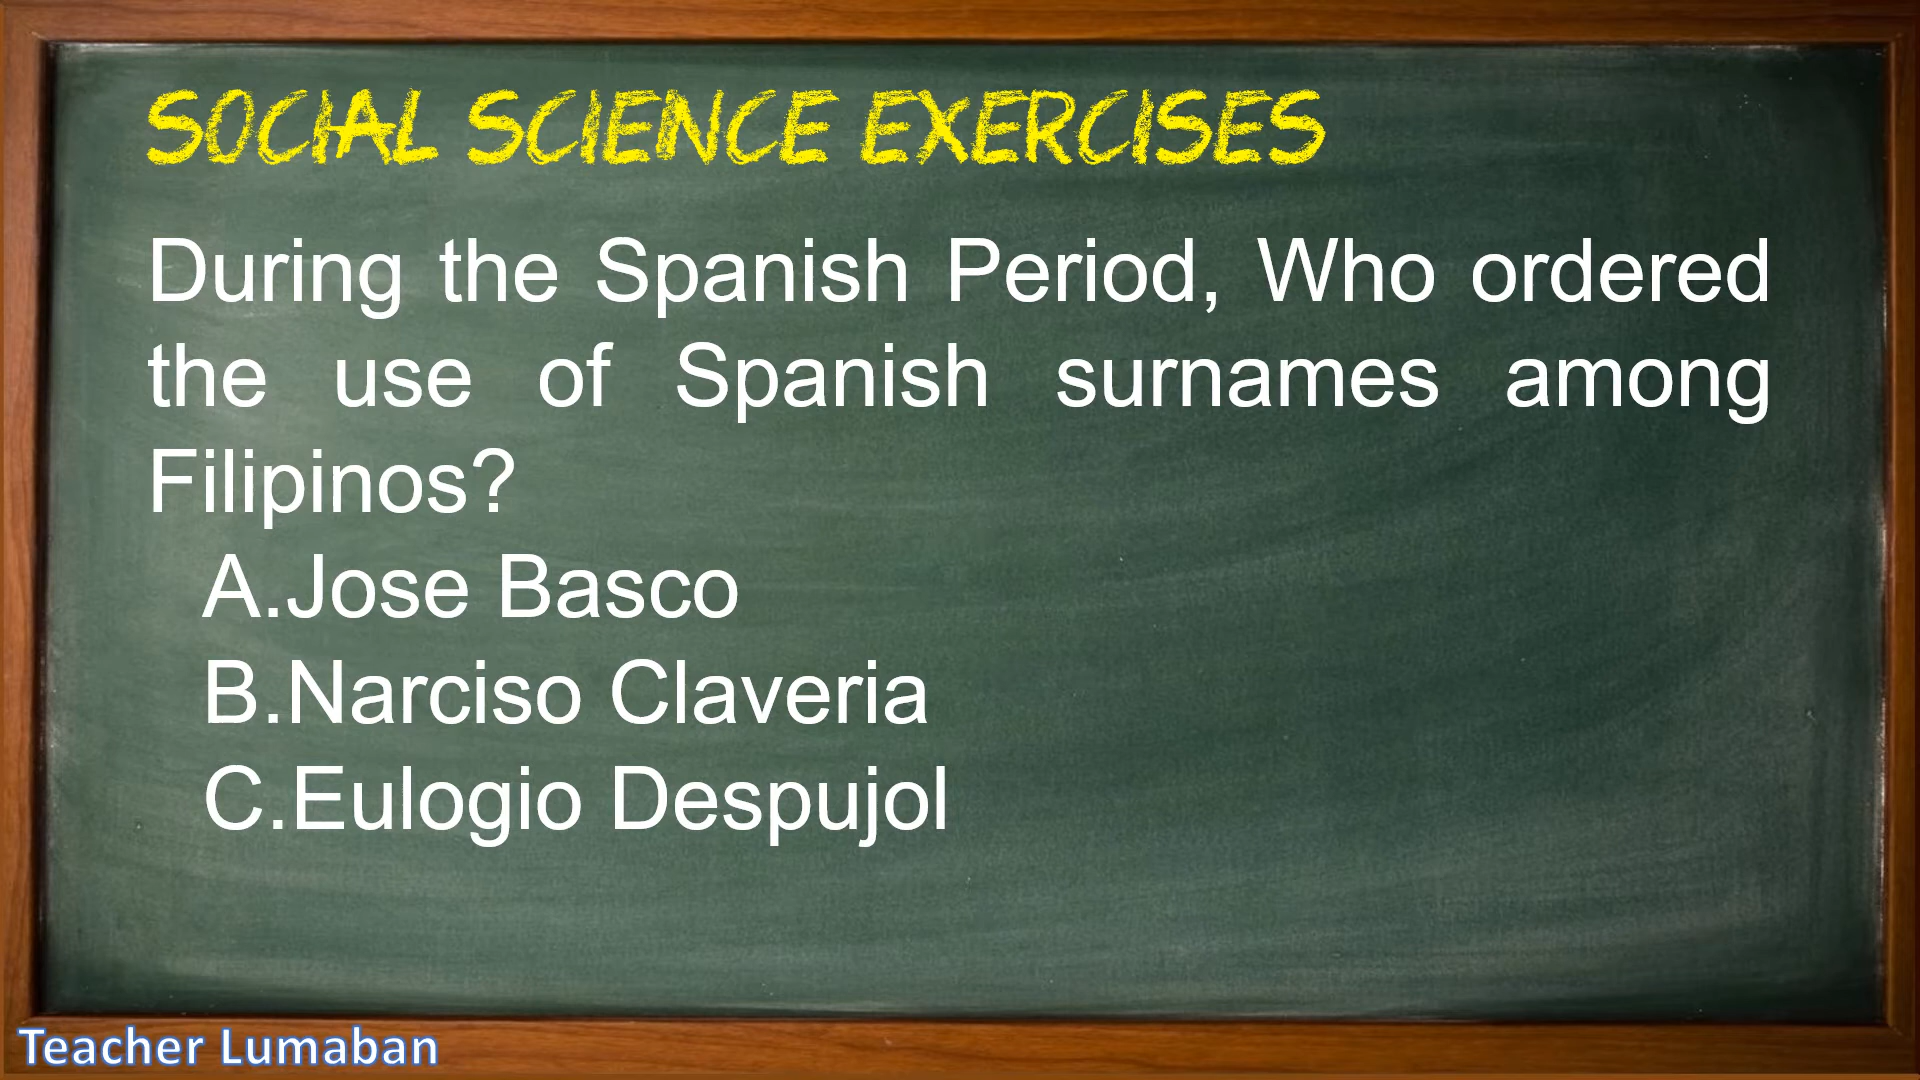 SOCIAL SCIENCE EXERCISES
During the Spanish Period, Who ordered
the use of Spanish surnames among
Filipinos?
A.Jose Basco
B.Narciso Claveria
C.Eulogio Despujol
Teacher Lumaban